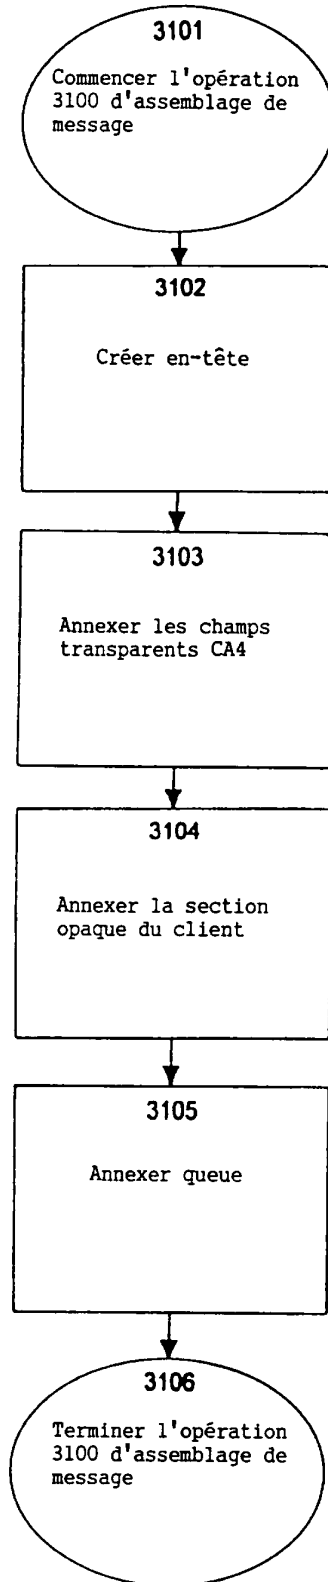 3101
Commencer l'opération
3100 d'assemblage de
message
3102
Créer en-tête
3103
Annexer les champs
transparents CA4
3104
Annexer la section
opaque du client
3105
Annexer queue
3106
Terminer l'opération
3100 d'assemblage de
message